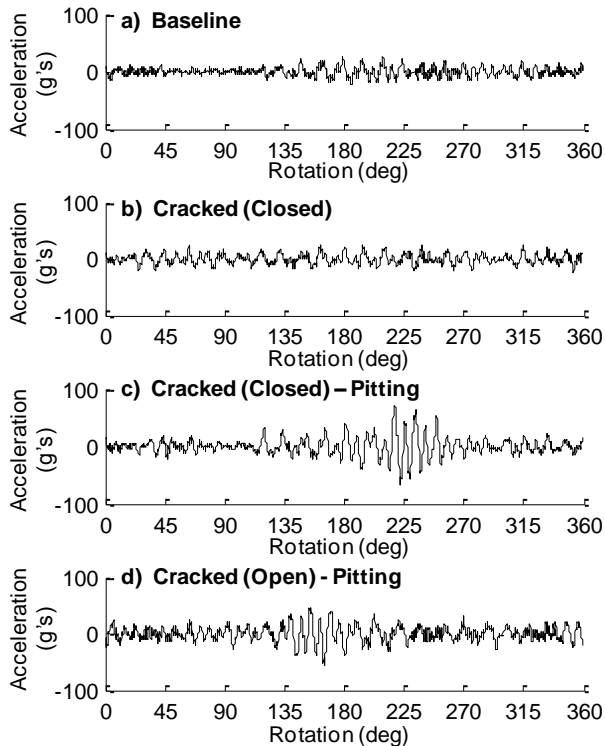 a) Baseline
Acceleration
(g's)
100
0
-100
0 45 90 135 180 225 270 315 360
Rotation (deg)
b) Cracked (Closed)
Acceleration
(g's)
100
0
-100
0 45 90 135 180 225 270 315 360
Rotation (deg)
c) Cracked (Closed) – Pitting
Acceleration
(g's)
100
0
-100
0 45 90 135 180 225 270 315 360
Rotation (deg)
d) Cracked (Open) - Pitting
Acceleration
(g's)
100
0
-100
0 45 90 135 180 225 270 315 360
Rotation (deg)